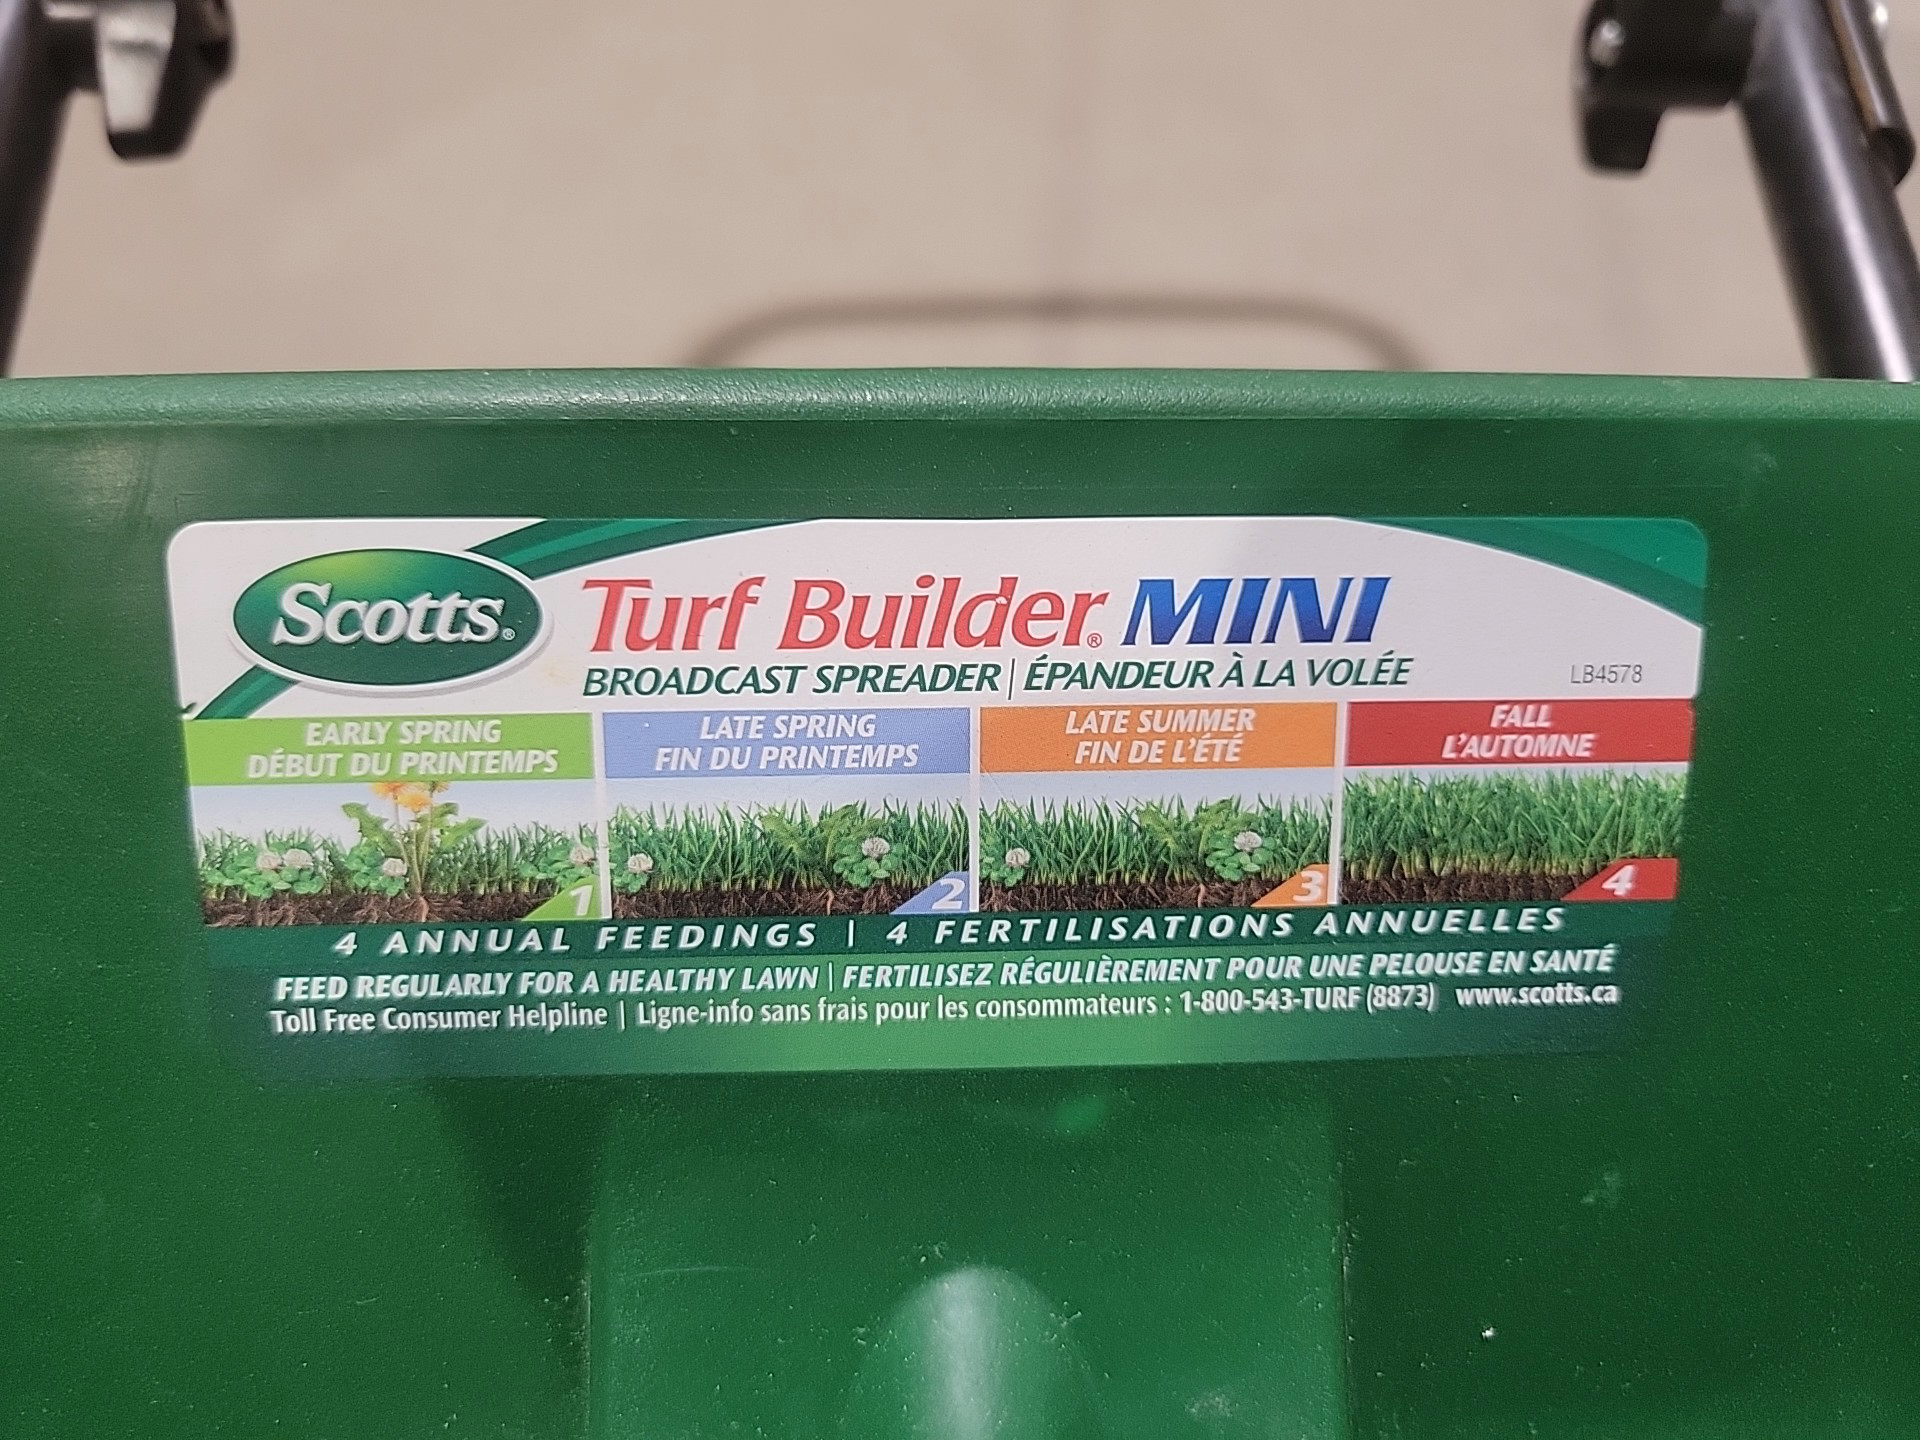 Scotts®
Turf Builder® MINI
BROADCAST SPREADER | ÉPANDEUR À LA VOLÉE
LB4578
EARLY SPRING
DÉBUT DU PRINTEMPS
1
LATE SPRING
FIN DU PRINTEMPS
2
LATE SUMMER
FIN DE L'ÉTÉ
3
FALL
L'AUTOMNE
4
4 ANNUAL FEEDINGS | 4 FERTILISATIONS ANNUELLES
FEED REGULARLY FOR A HEALTHY LAWN | FERTILISEZ RÉGULIÈREMENT POUR UNE PELOUSE EN SANTÉ
Toll Free Consumer Helpline | Ligne-info sans frais pour les consommateurs : 1-800-543-TURF (8873) www.scotts.ca